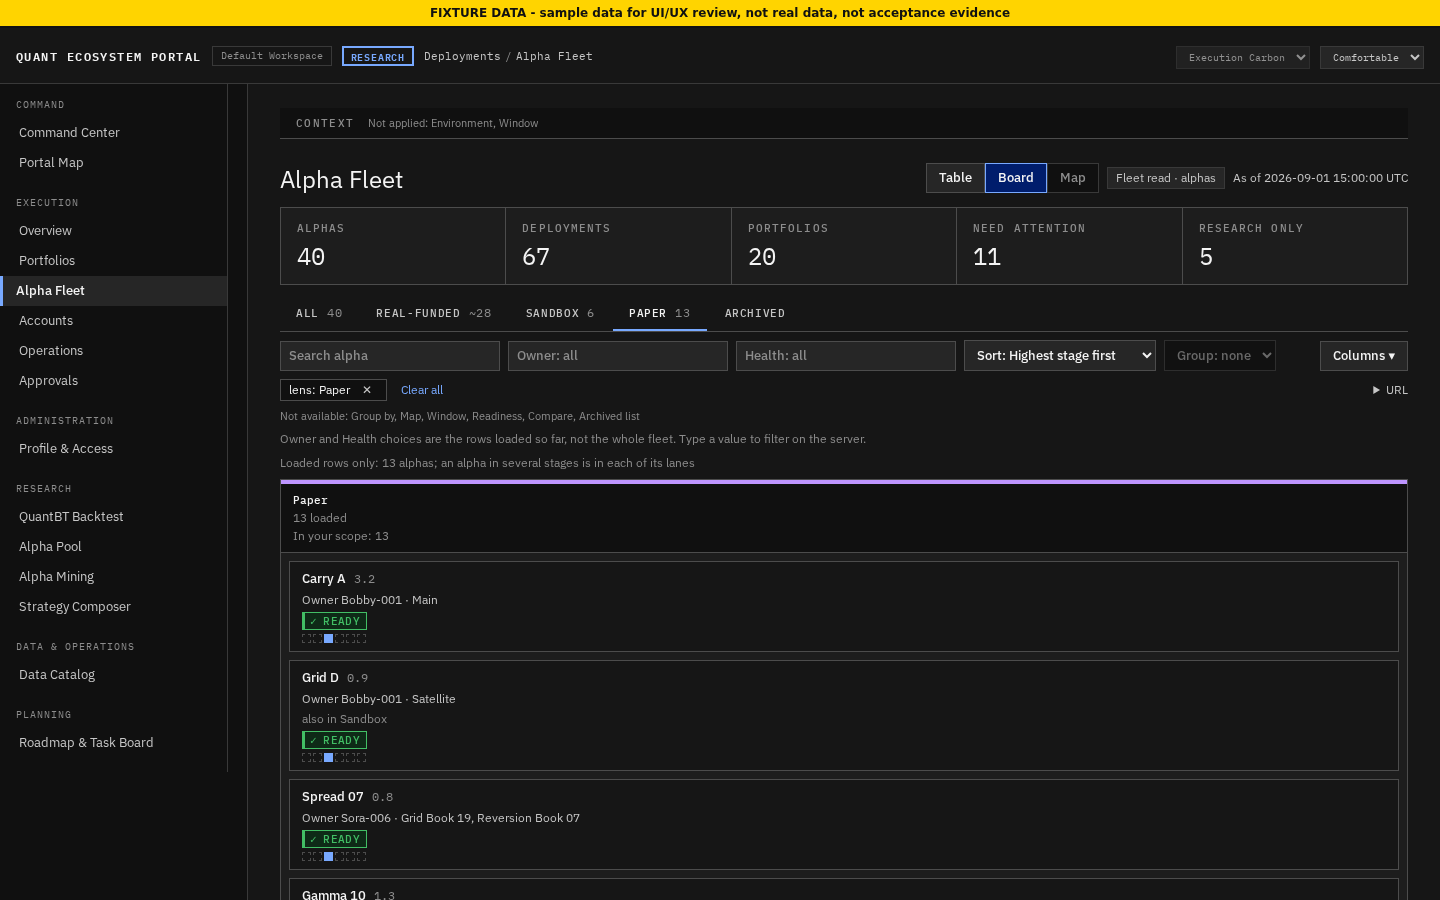 FIXTURE DATA - sample data for UI/UX review, not real data, not acceptance evidence
QUANT ECOSYSTEM PORTAL Default Workspace RESEARCH Deployments / Alpha Fleet Execution Carbon Comfortable
COMMAND
Command Center
Portal Map
EXECUTION
Overview
Portfolios
Alpha Fleet
Accounts
Operations
Approvals
ADMINISTRATION
Profile & Access
RESEARCH
QuantBT Backtest
Alpha Pool
Alpha Mining
Strategy Composer
DATA & OPERATIONS
Data Catalog
PLANNING
Roadmap & Task Board
CONTEXT Not applied: Environment, Window
Alpha Fleet Table Board Map Fleet read · alphas As of 2026-09-01 15:00:00 UTC
ALPHAS DEPLOYMENTS PORTFOLIOS NEED ATTENTION RESEARCH ONLY
40 67 20 11 5
ALL 40 REAL-FUNDED ~28 SANDBOX 6 PAPER 13 ARCHIVED
Search alpha Owner: all Health: all Sort: Highest stage first Group: none Columns ▾
lens: Paper ✕ Clear all ▶ URL
Not available: Group by, Map, Window, Readiness, Compare, Archived list
Owner and Health choices are the rows loaded so far, not the whole fleet. Type a value to filter on the server.
Loaded rows only: 13 alphas; an alpha in several stages is in each of its lanes
Paper
13 loaded
In your scope: 13
Carry A 3.2
Owner Bobby-001 · Main
✓ READY
Grid D 0.9
Owner Bobby-001 · Satellite
also in Sandbox
✓ READY
Spread 07 0.8
Owner Sora-006 · Grid Book 19, Reversion Book 07
✓ READY
Gamma 10 1.3